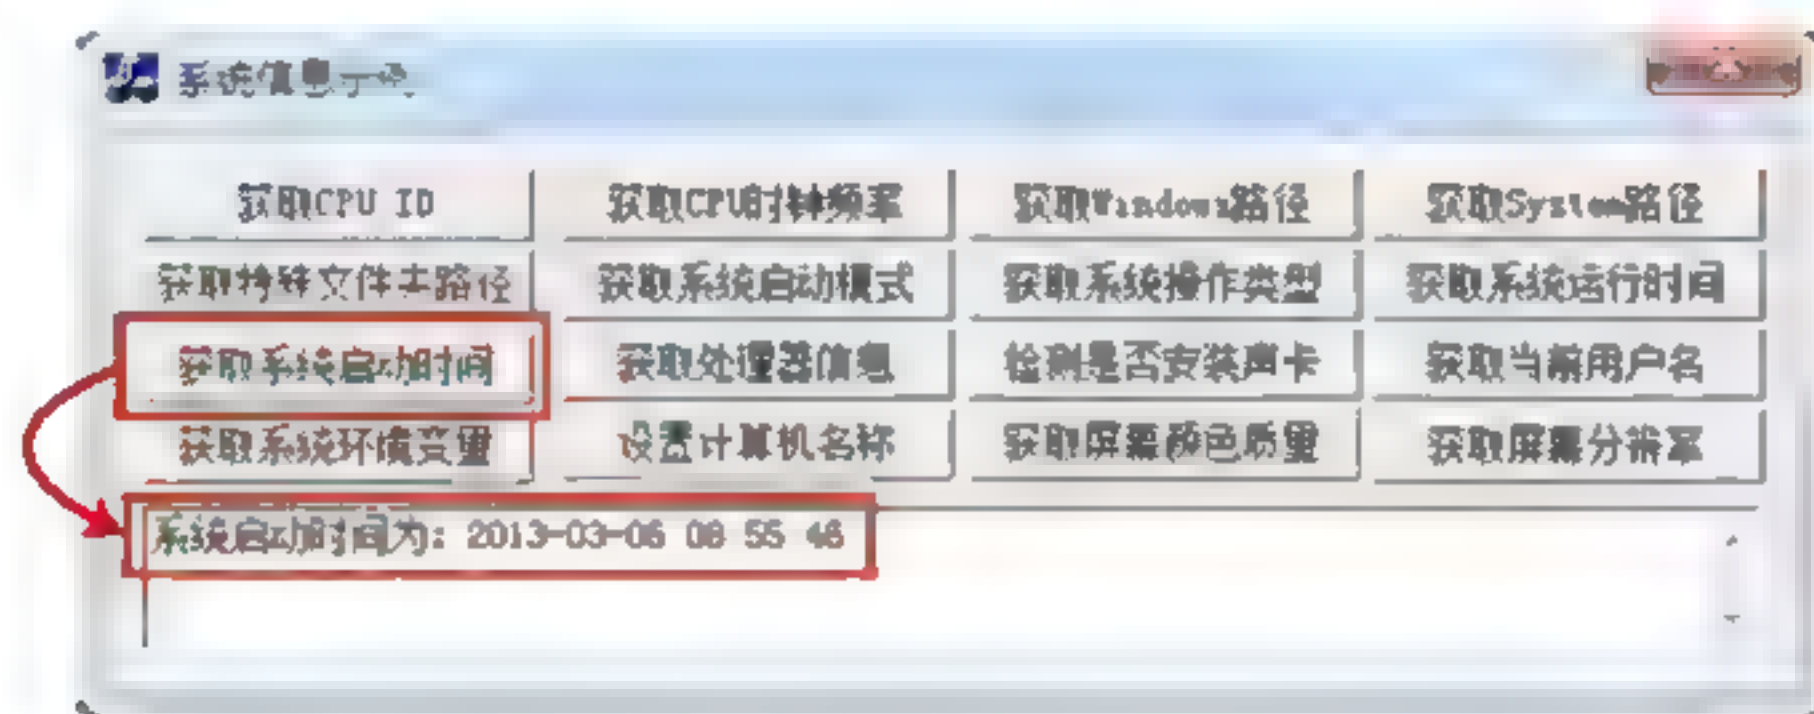 系统信息示例
获取CPU ID 获取CPU时钟频率 获取Windows路径 获取System路径
获取特殊文件夹路径 获取系统启动模式 获取系统操作类型 获取系统运行时间
获取系统启动时间 获取处理器信息 检测是否安装声卡 获取当前用户名
获取系统环境变量 设置计算机名称 获取屏幕颜色质量 获取屏幕分辨率
系统启动时间为: 2013-03-06 08 55 46